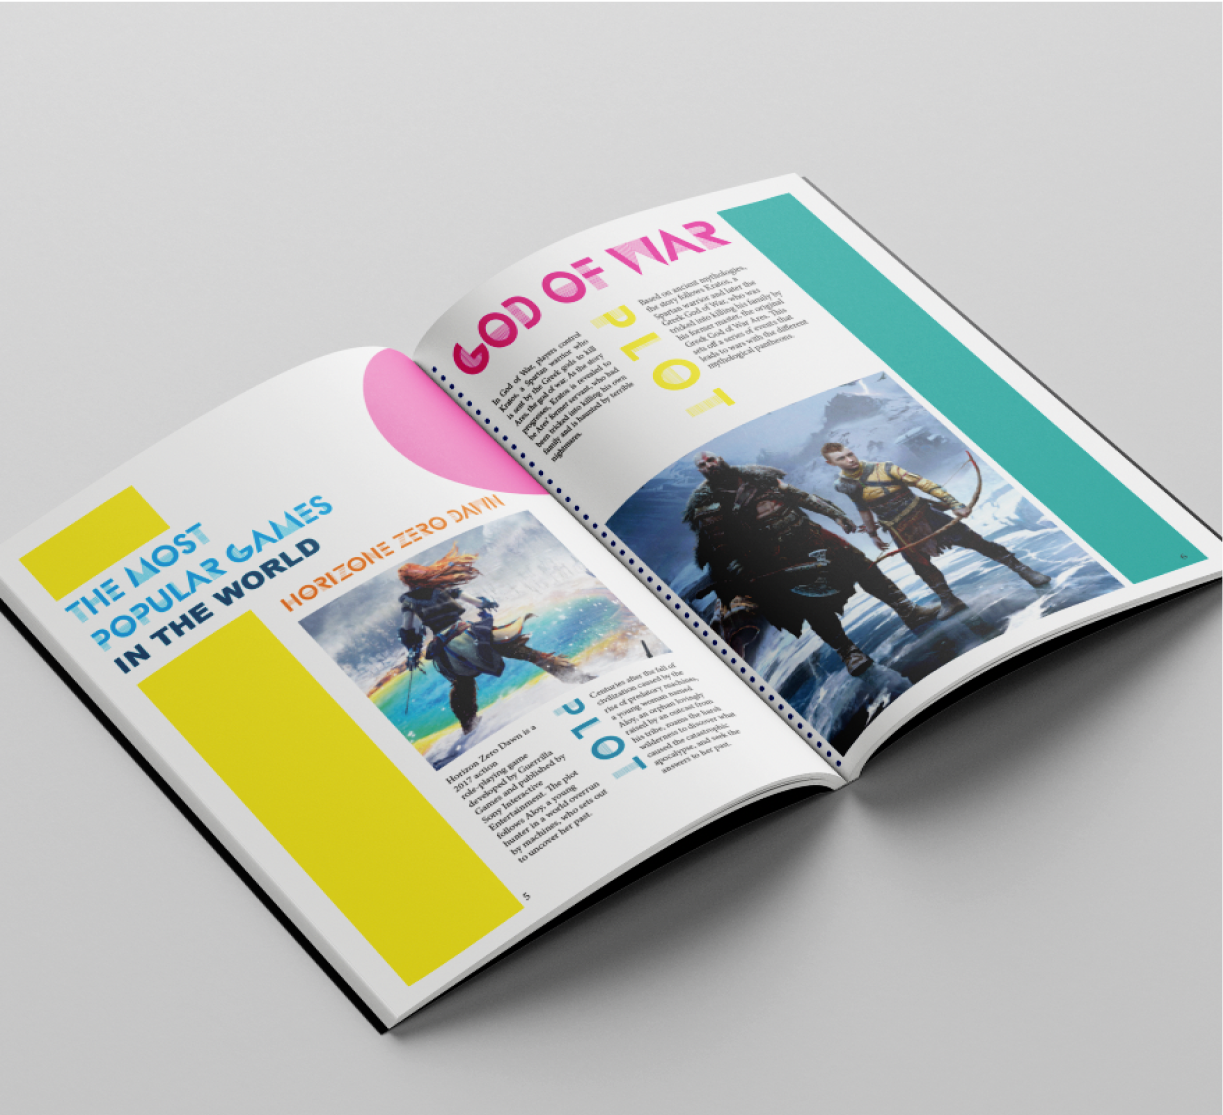 THE MOST
POPULAR GAMES
IN THE WORLD
HORIZONE ZERO DAWN
Horizon Zero Dawn is a
2017 action
role-playing game
developed by Guerrilla
Games and published by
Sony Interactive
Entertainment. The plot
follows Aloy, a young
hunter in a world overrun
by machines, who sets out
to uncover her past.
PLOT
Centuries after the fall of
civilization caused by the
rise of predatory machines,
a young woman named
Aloy, an orphan lovingly
raised by an outcast from
his tribe, roams the harsh
wilderness to discover what
caused the catastrophic
apocalypse, and seek the
answers to her past.
5
GOD OF WAR
In God of War, players control
Kratos, a Spartan warrior who
is sent by the Greek gods to kill
Ares, the god of war. As the story
progresses, Kratos is revealed to
be Ares' former servant, who had
been tricked into killing his own
family and is haunted by terrible
nightmares.
PLOT
Based on ancient mythologies,
the story follows Kratos, a
Spartan warrior and later the
Greek God of War, who was
tricked into killing his family by
his former master, the original
Greek God of War Ares. This
sets off a series of events that
leads to wars with the different
mythological pantheons.
6